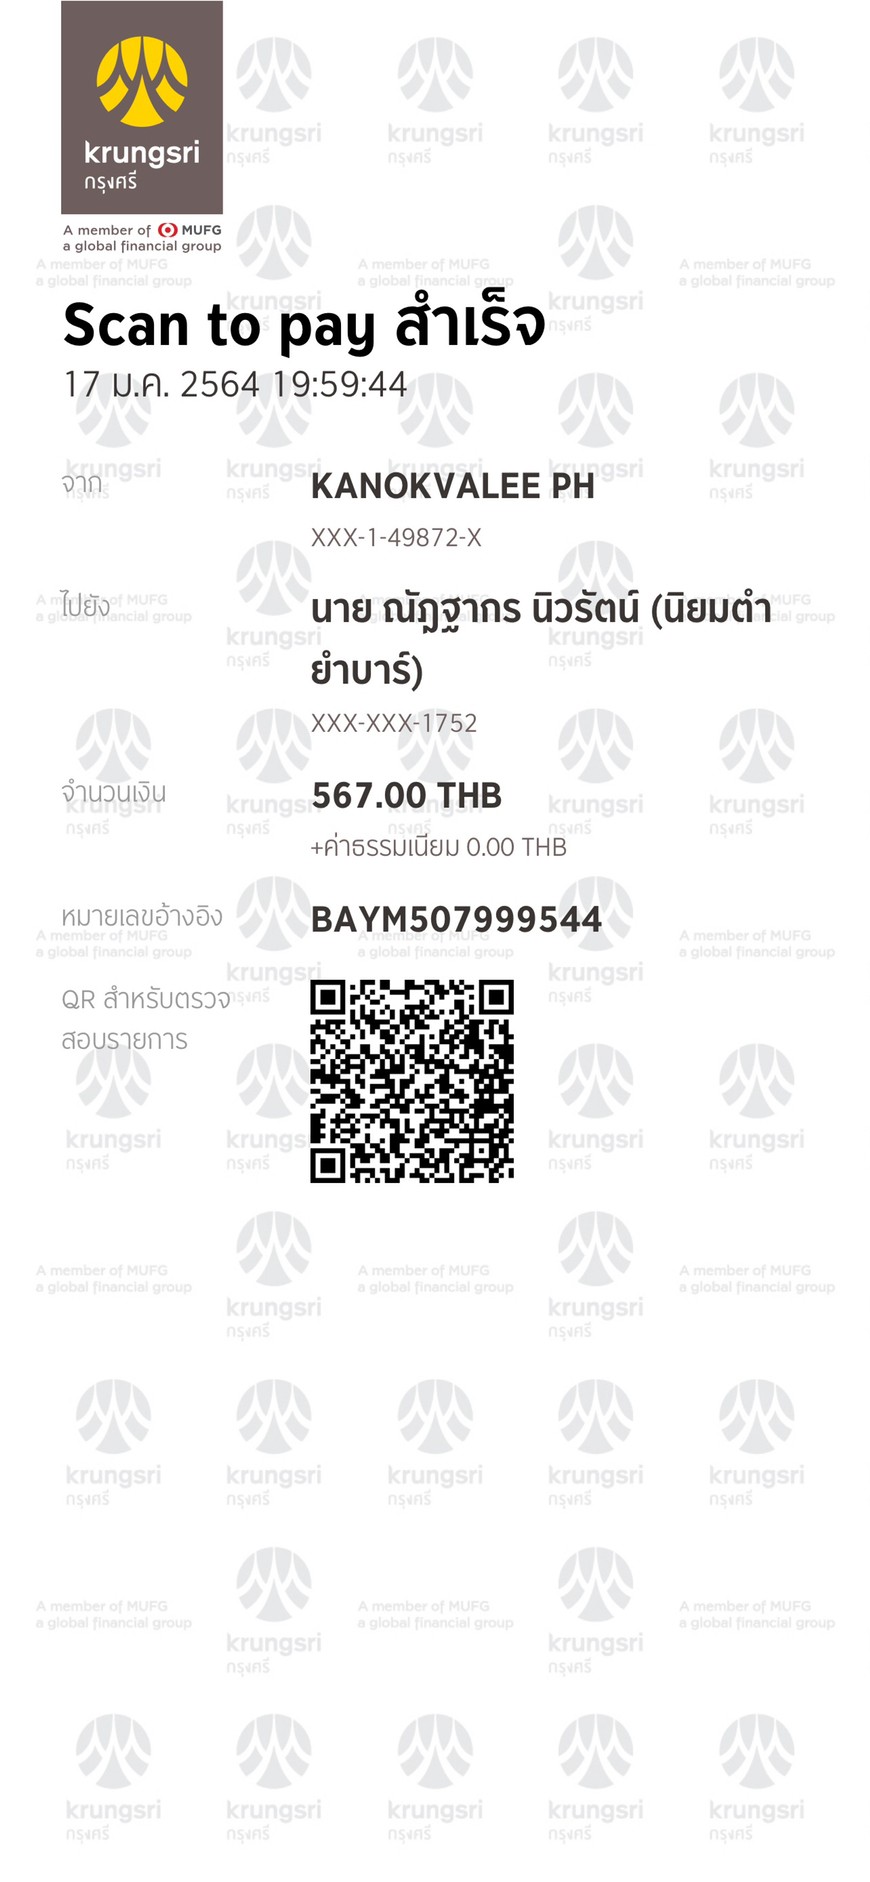 krungsri
กรุงศรี
A member of MUFG
a global financial group
Scan to pay สำเร็จ
17 ม.ค. 2564 19:59:44
จาก
KANOKVALEE PH
XXX-1-49872-X
ไปยัง
นาย ณัฏฐากร นิวรัตน์ (นิยมตำ
ยำบาร์)
XXX-XXX-1752
จำนวนเงิน
567.00 THB
+ค่าธรรมเนียม 0.00 THB
หมายเลขอ้างอิง
BAYM507999544
QR สำหรับตรวจ
สอบรายการ